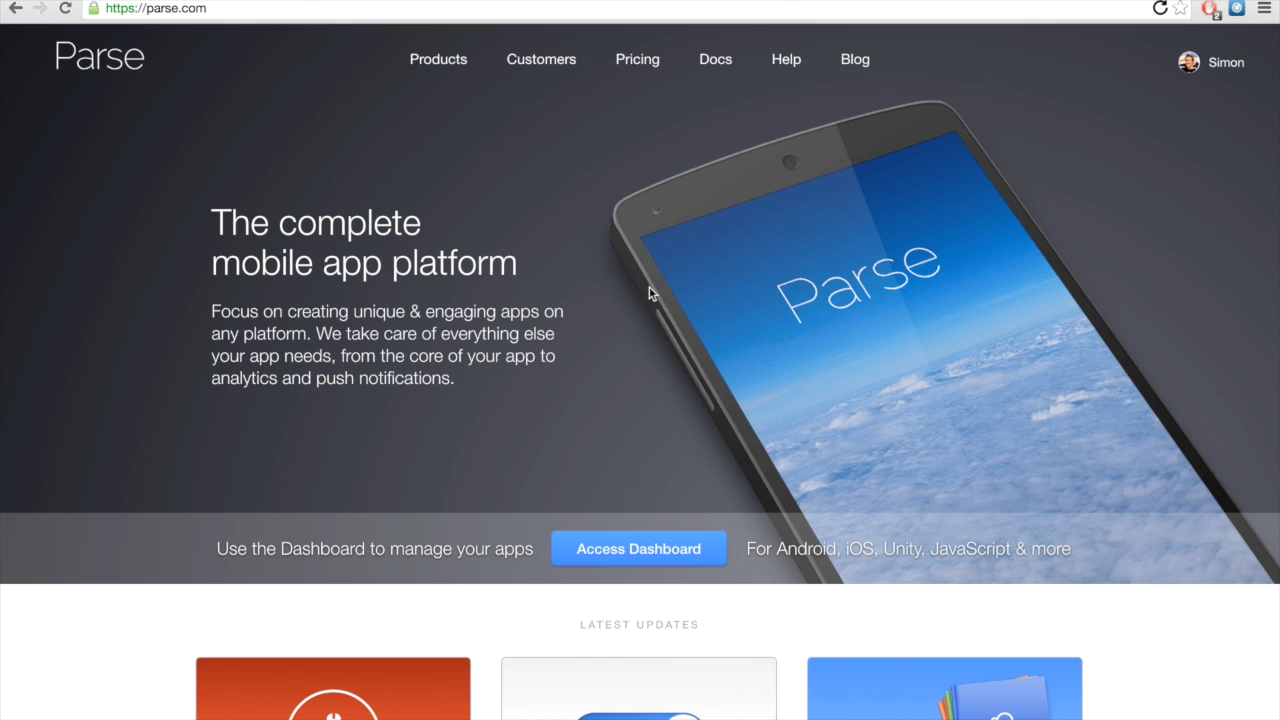 https://parse.com
2
Parse
Products
Customers
Pricing
Docs
Help
Blog
Simon
The complete
mobile app platform
Focus on creating unique & engaging apps on
any platform. We take care of everything else
your app needs, from the core of your app to
analytics and push notifications.
Parse
Use the Dashboard to manage your apps
Access Dashboard
For Android, iOS, Unity, JavaScript & more
LATEST UPDATES